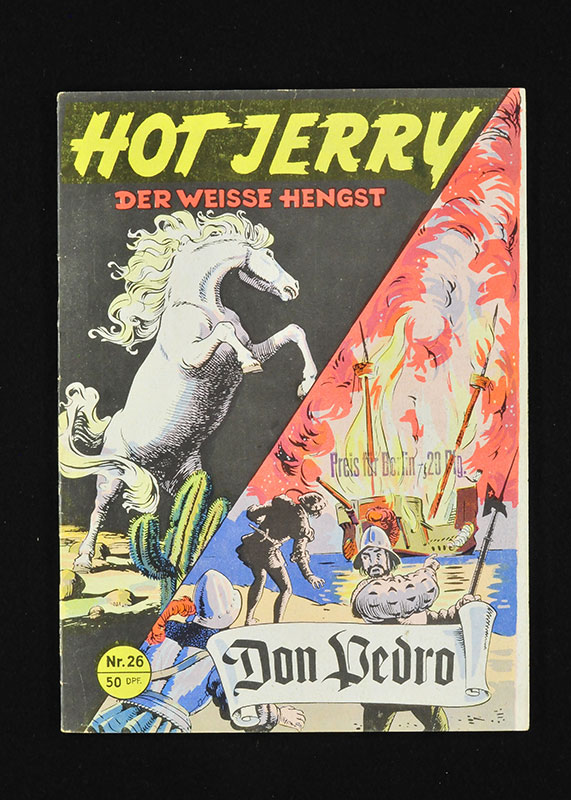 HOT JERRY
DER WEISSE HENGST
Preis für Berlin -,20 Pfg.
Don Pedro
Nr. 26
50 DPF.